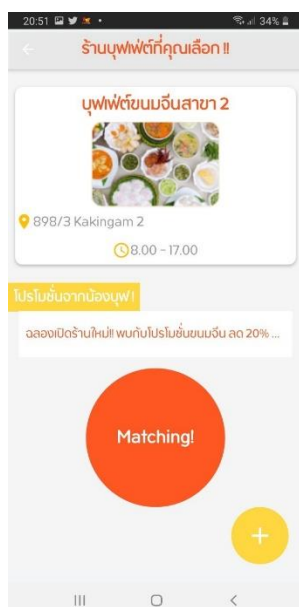 20:51
34%
ร้านบุฟเฟ่ต์ที่คุณเลือก !!
บุฟเฟ่ต์ขนมจีนสาขา 2
898/3 Kakingam 2
8.00 - 17.00
โปรโมชั่นจากน้องบุฟ !
ฉลองเปิดร้านใหม่!! พบกับโปรโมชั่นขนมจีน ลด 20% ...
Matching!
+